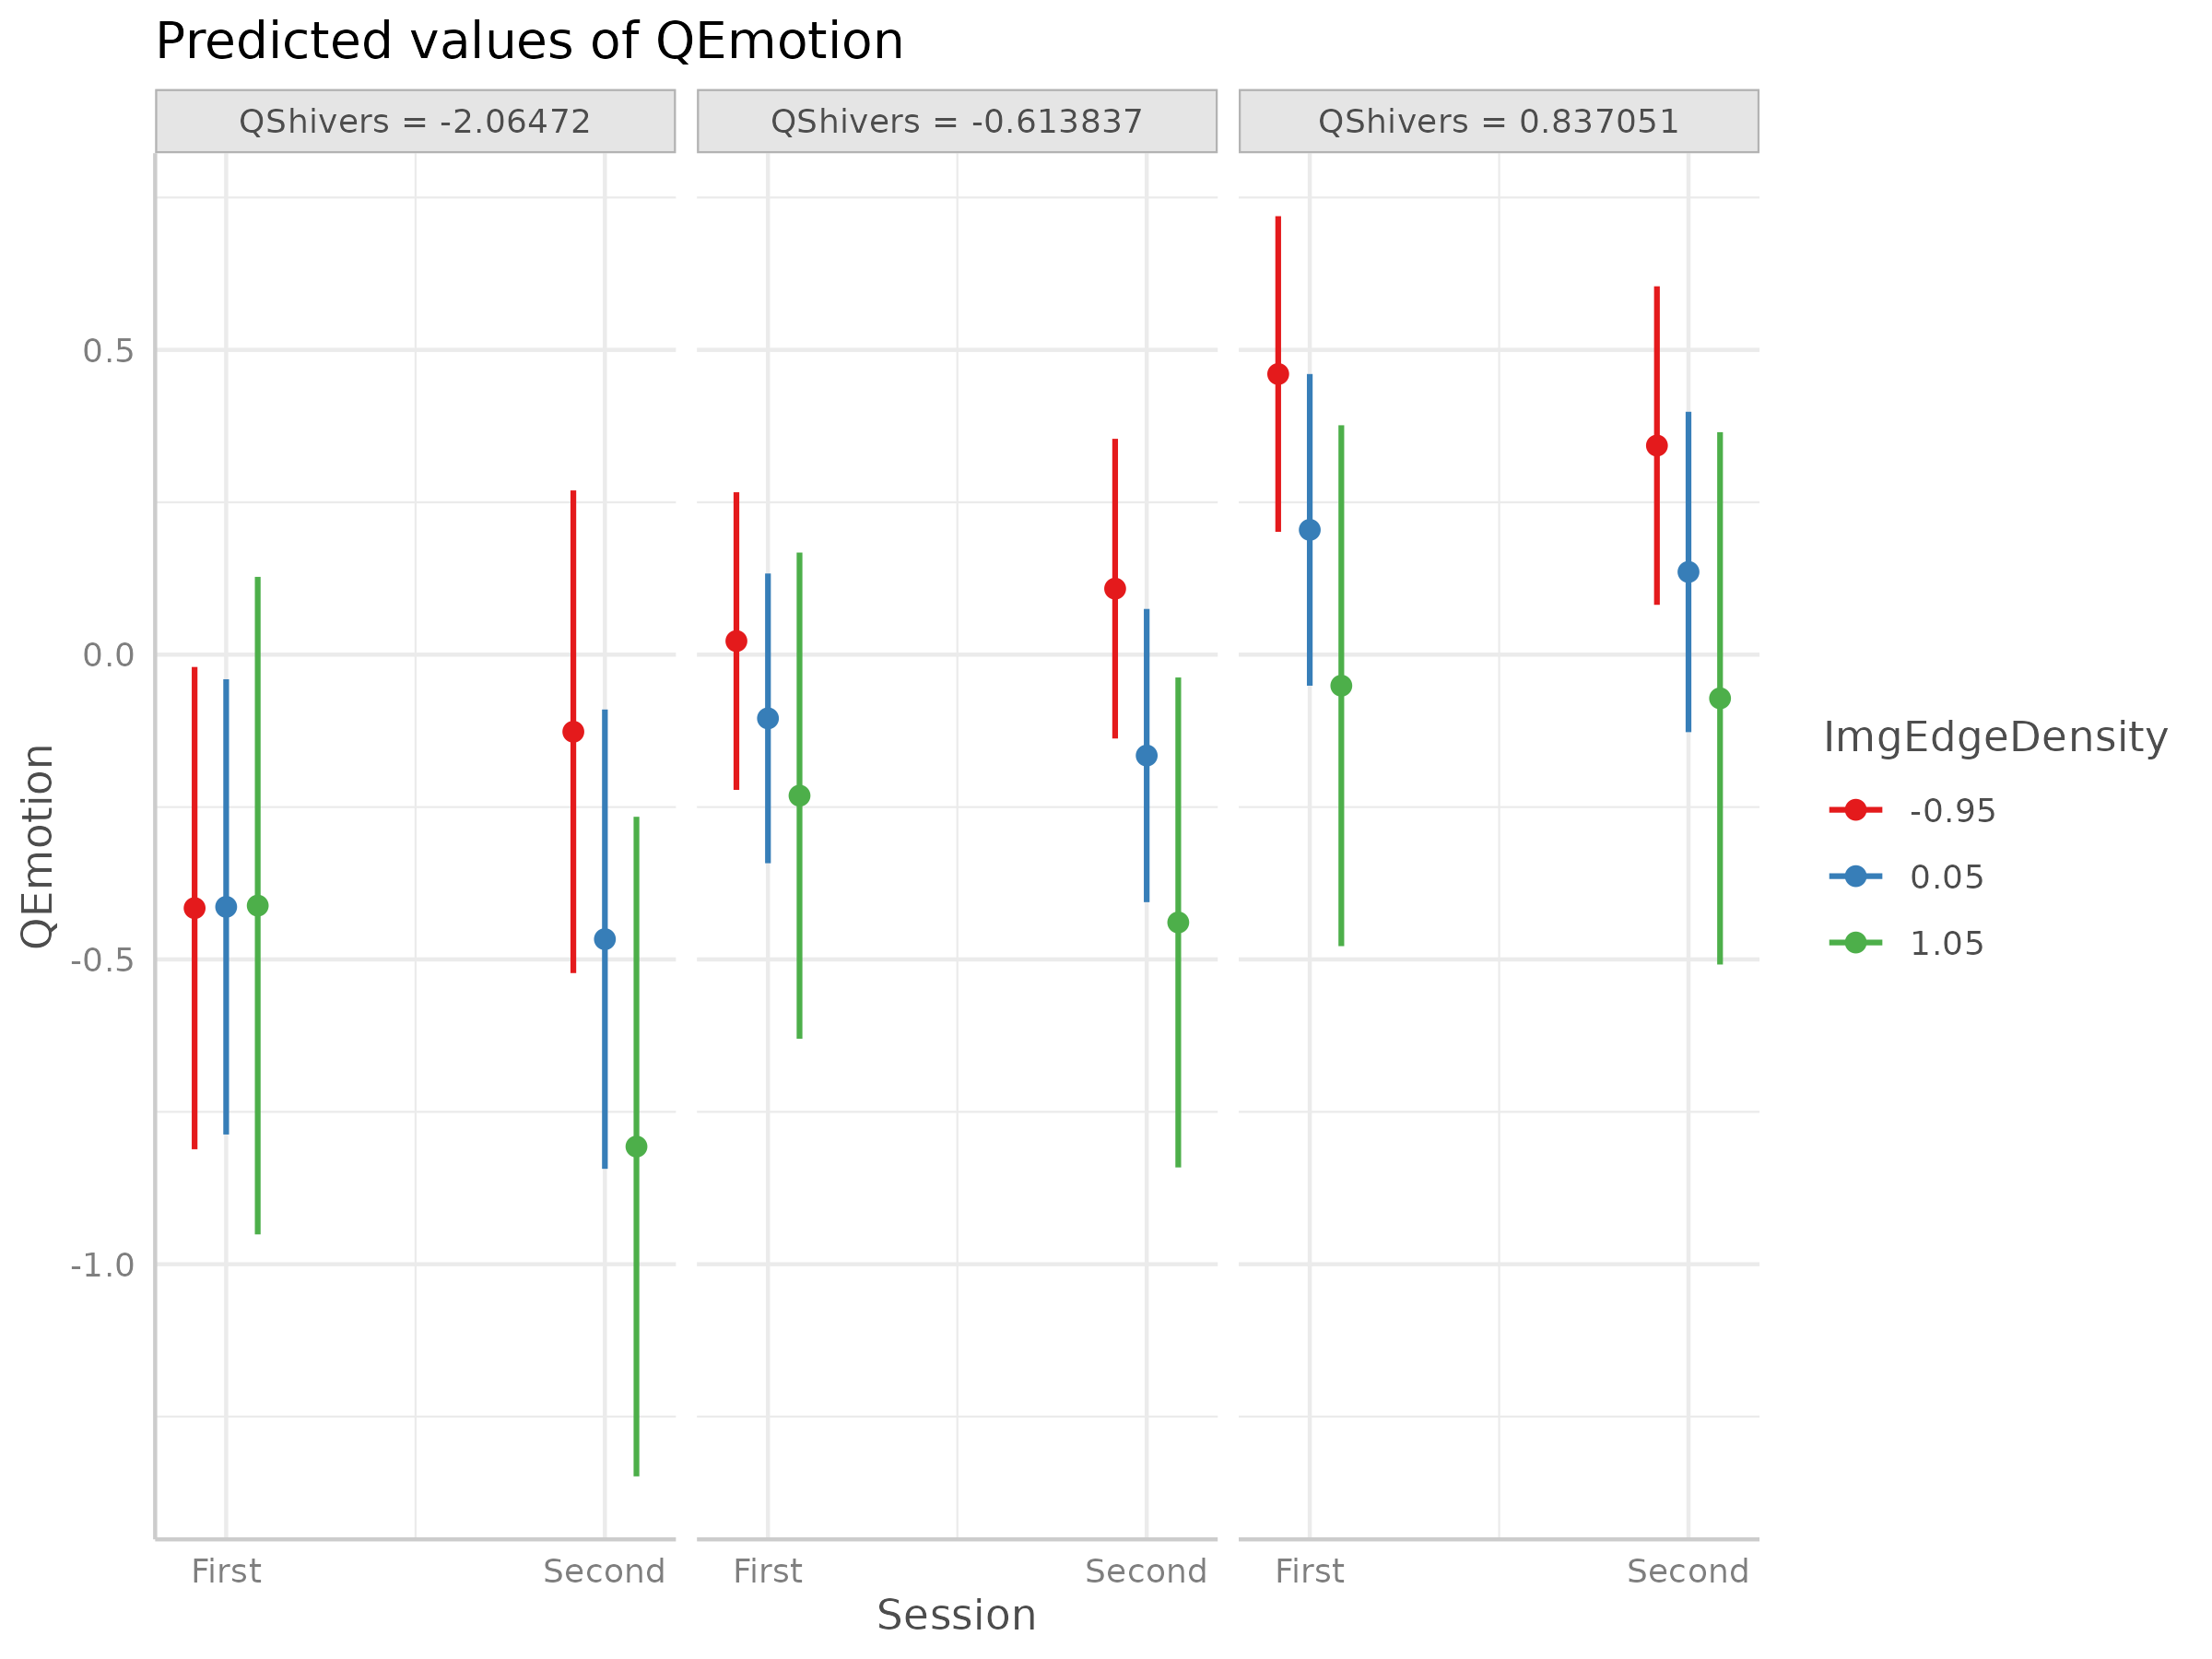 Predicted values of QEmotion
QShivers = -2.06472
QShivers = -0.613837
QShivers = 0.837051
0.5
0.0
-0.5
-1.0
QEmotion
First
Second
First
Second
First
Second
Session
ImgEdgeDensity
-0.95
0.05
1.05